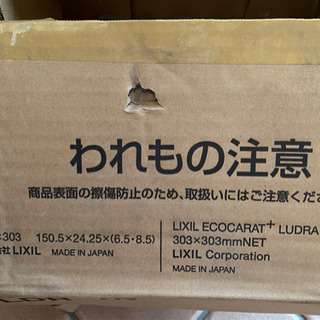 われもの注意
商品表面の擦傷防止のため、取扱いにはご注意くださ
303 150.5×24.25×(6.5・8.5)
LIXIL MADE IN JAPAN
LIXIL ECOCARAT+ LUDRA
303×303mmNET
LIXIL Corporation
MADE IN JAPAN